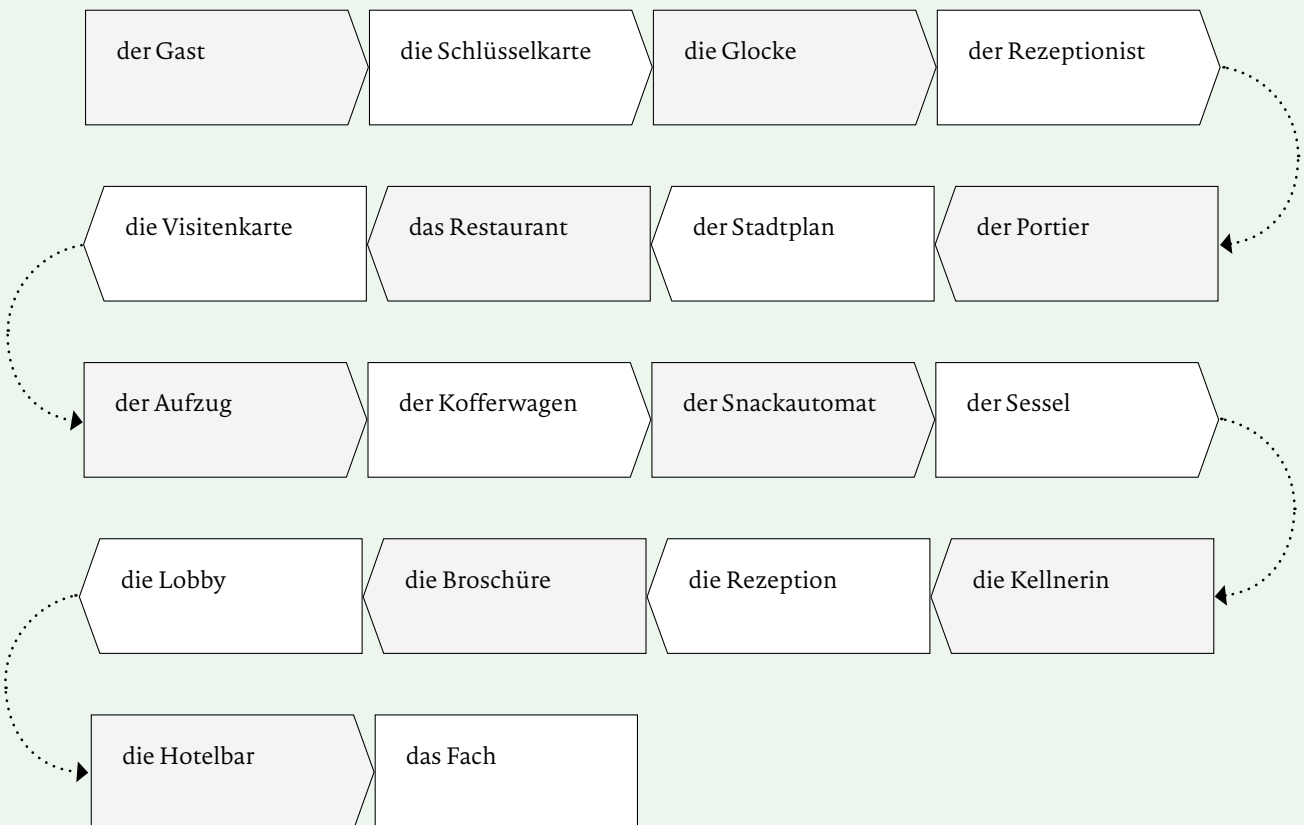 der Gast
die Schlüsselkarte
die Glocke
der Rezeptionist
der Portier
der Stadtplan
das Restaurant
die Visitenkarte
der Aufzug
der Kofferwagen
der Snackautomat
der Sessel
die Kellnerin
die Rezeption
die Broschüre
die Lobby
die Hotelbar
das Fach